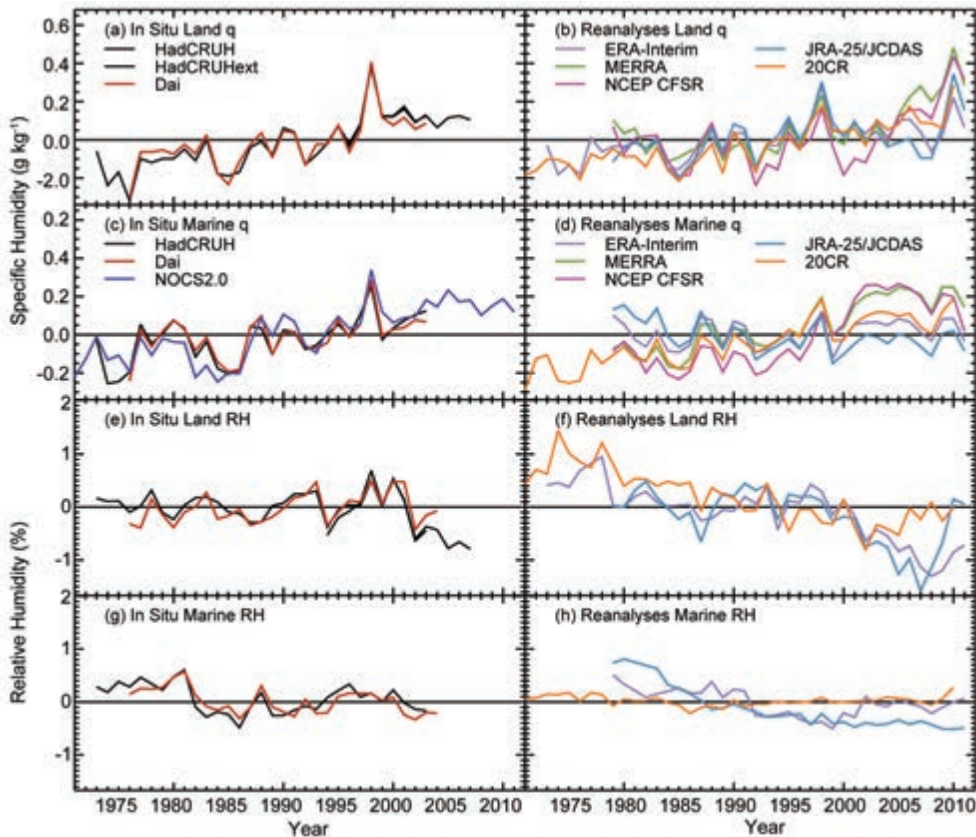 (a) In Situ Land q
HadCRUH
HadCRUHext
Dai
0.6
0.4
0.2
0.0
-2.0
(b) Reanalyses Land q
ERA-Interim
MERRA
NCEP CFSR
JRA-25/JCDAS
20CR
Specific Humidity (g kg⁻¹)
(c) In Situ Marine q
HadCRUH
Dai
NOCS2.0
0.2
0.4
0.2
0.0
-0.2
(d) Reanalyses Marine q
ERA-Interim
MERRA
NCEP CFSR
JRA-25/JCDAS
20CR
(e) In Situ Land RH
2
1
0
-1
(f) Reanalyses Land RH
Relative Humidity (%)
(g) In Situ Marine RH
2
1
0
-1
(h) Reanalyses Marine RH
1975 1980 1985 1990 1995 2000 2005 2010
Year
1975 1980 1985 1990 1995 2000 2005 2010
Year